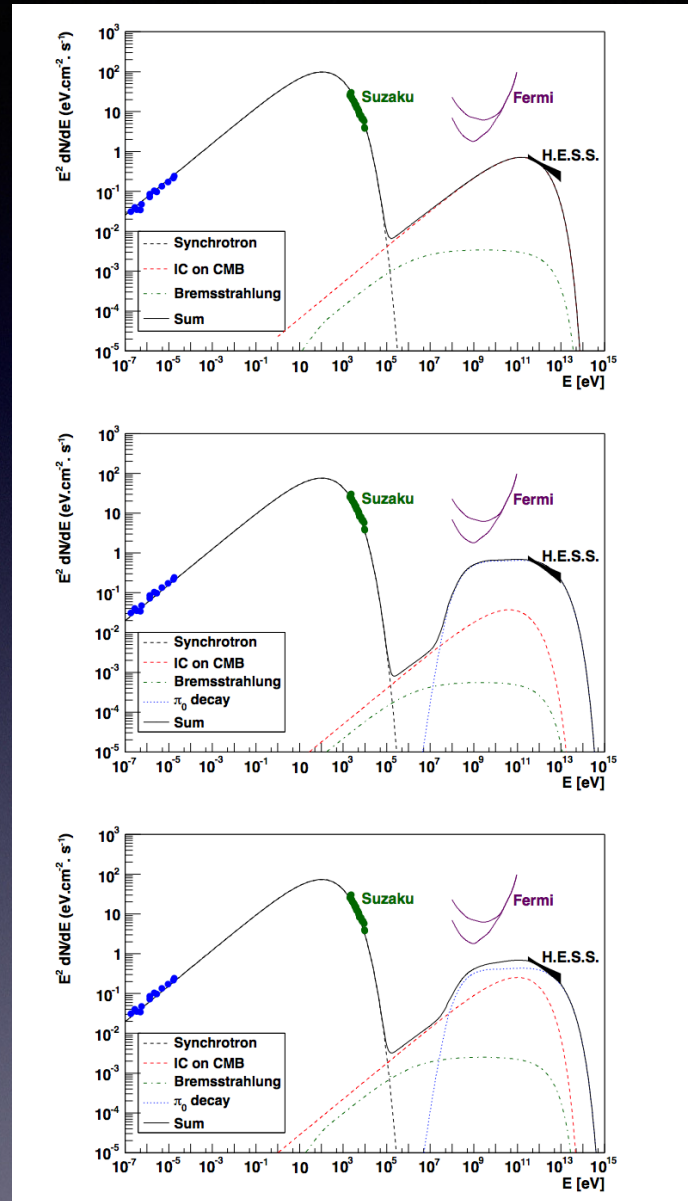 E² dN/dE (eV.cm⁻². s⁻¹)
10³
10²
10
1
10⁻¹
10⁻²
10⁻³
10⁻⁴
10⁻⁵
Suzaku
Fermi
H.E.S.S.
Synchrotron
IC on CMB
Bremsstrahlung
Sum
10⁻⁷ 10⁻⁵ 10⁻³ 10⁻¹ 10 10³ 10⁵ 10⁷ 10⁹ 10¹¹ 10¹³ 10¹⁵
E [eV]
E² dN/dE (eV.cm⁻². s⁻¹)
10³
10²
10
1
10⁻¹
10⁻²
10⁻³
10⁻⁴
10⁻⁵
Suzaku
Fermi
H.E.S.S.
Synchrotron
IC on CMB
Bremsstrahlung
π₀ decay
Sum
10⁻⁷ 10⁻⁵ 10⁻³ 10⁻¹ 10 10³ 10⁵ 10⁷ 10⁹ 10¹¹ 10¹³ 10¹⁵
E [eV]
E² dN/dE (eV.cm⁻². s⁻¹)
10³
10²
10
1
10⁻¹
10⁻²
10⁻³
10⁻⁴
10⁻⁵
Suzaku
Fermi
H.E.S.S.
Synchrotron
IC on CMB
Bremsstrahlung
π₀ decay
Sum
10⁻⁷ 10⁻⁵ 10⁻³ 10⁻¹ 10 10³ 10⁵ 10⁷ 10⁹ 10¹¹ 10¹³ 10¹⁵
E [eV]